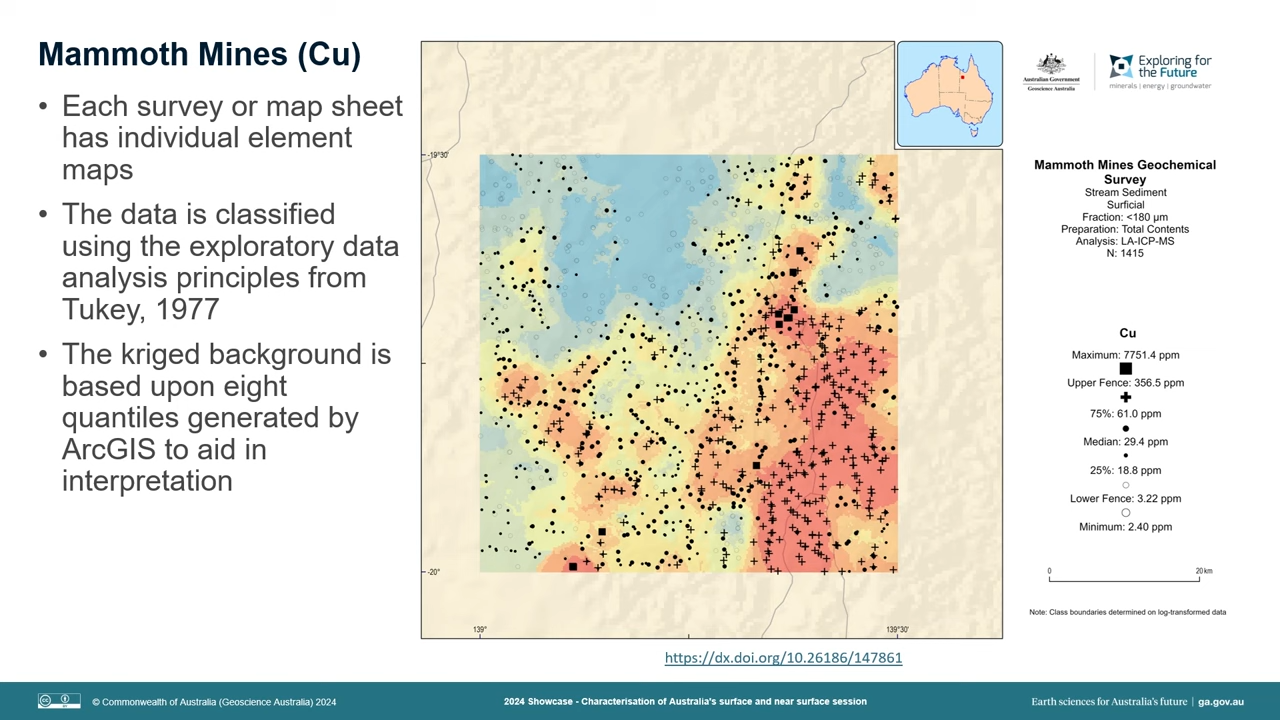 Mammoth Mines (Cu)
• Each survey or map sheet
has individual element
maps
• The data is classified
using the exploratory data
analysis principles from
Tukey, 1977
• The kriged background is
based upon eight
quantiles generated by
ArcGIS to aid in
interpretation
-19°30'
-20°
139°
139°30'
https://dx.doi.org/10.26186/147861
Australian Government
Geoscience Australia
Exploring for
the Future
minerals | energy | groundwater
Mammoth Mines Geochemical
Survey
Stream Sediment
Surficial
Fraction: <180 µm
Preparation: Total Contents
Analysis: LA-ICP-MS
N: 1415
Cu
Maximum: 7751.4 ppm
Upper Fence: 356.5 ppm
75%: 61.0 ppm
Median: 29.4 ppm
25%: 18.8 ppm
Lower Fence: 3.22 ppm
Minimum: 2.40 ppm
0 20 km
Note: Class boundaries determined on log-transformed data
© Commonwealth of Australia (Geoscience Australia) 2024
2024 Showcase - Characterisation of Australia's surface and near surface session
Earth sciences for Australia's future | ga.gov.au